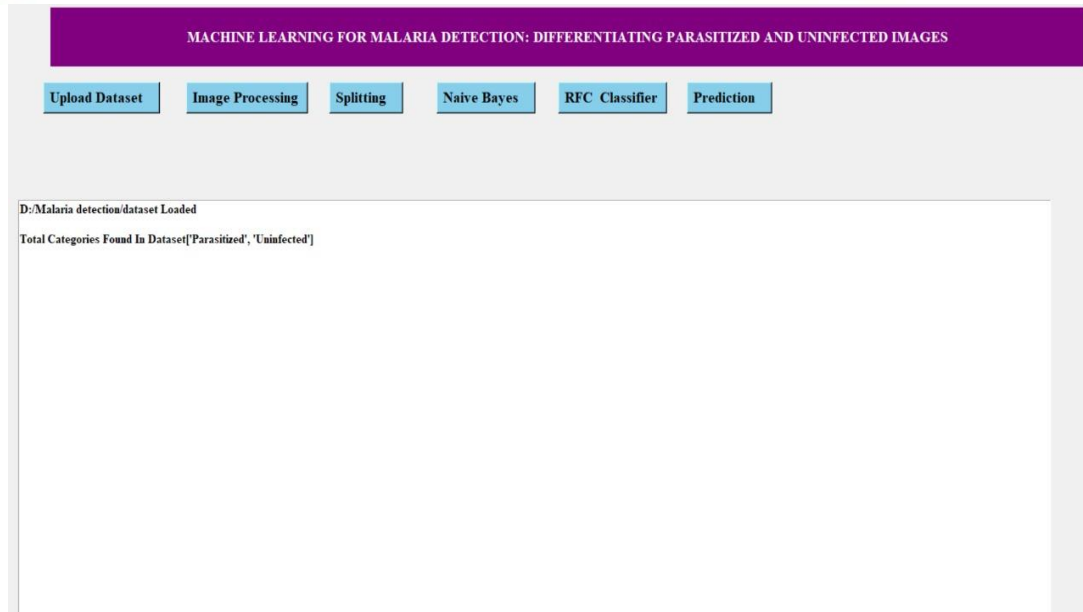 MACHINE LEARNING FOR MALARIA DETECTION: DIFFERENTIATING PARASITIZED AND UNINFECTED IMAGES
Upload Dataset Image Processing Splitting Naive Bayes RFC Classifier Prediction
D:/Malaria detection/dataset Loaded
Total Categories Found In Dataset['Parasitized', 'Uninfected']